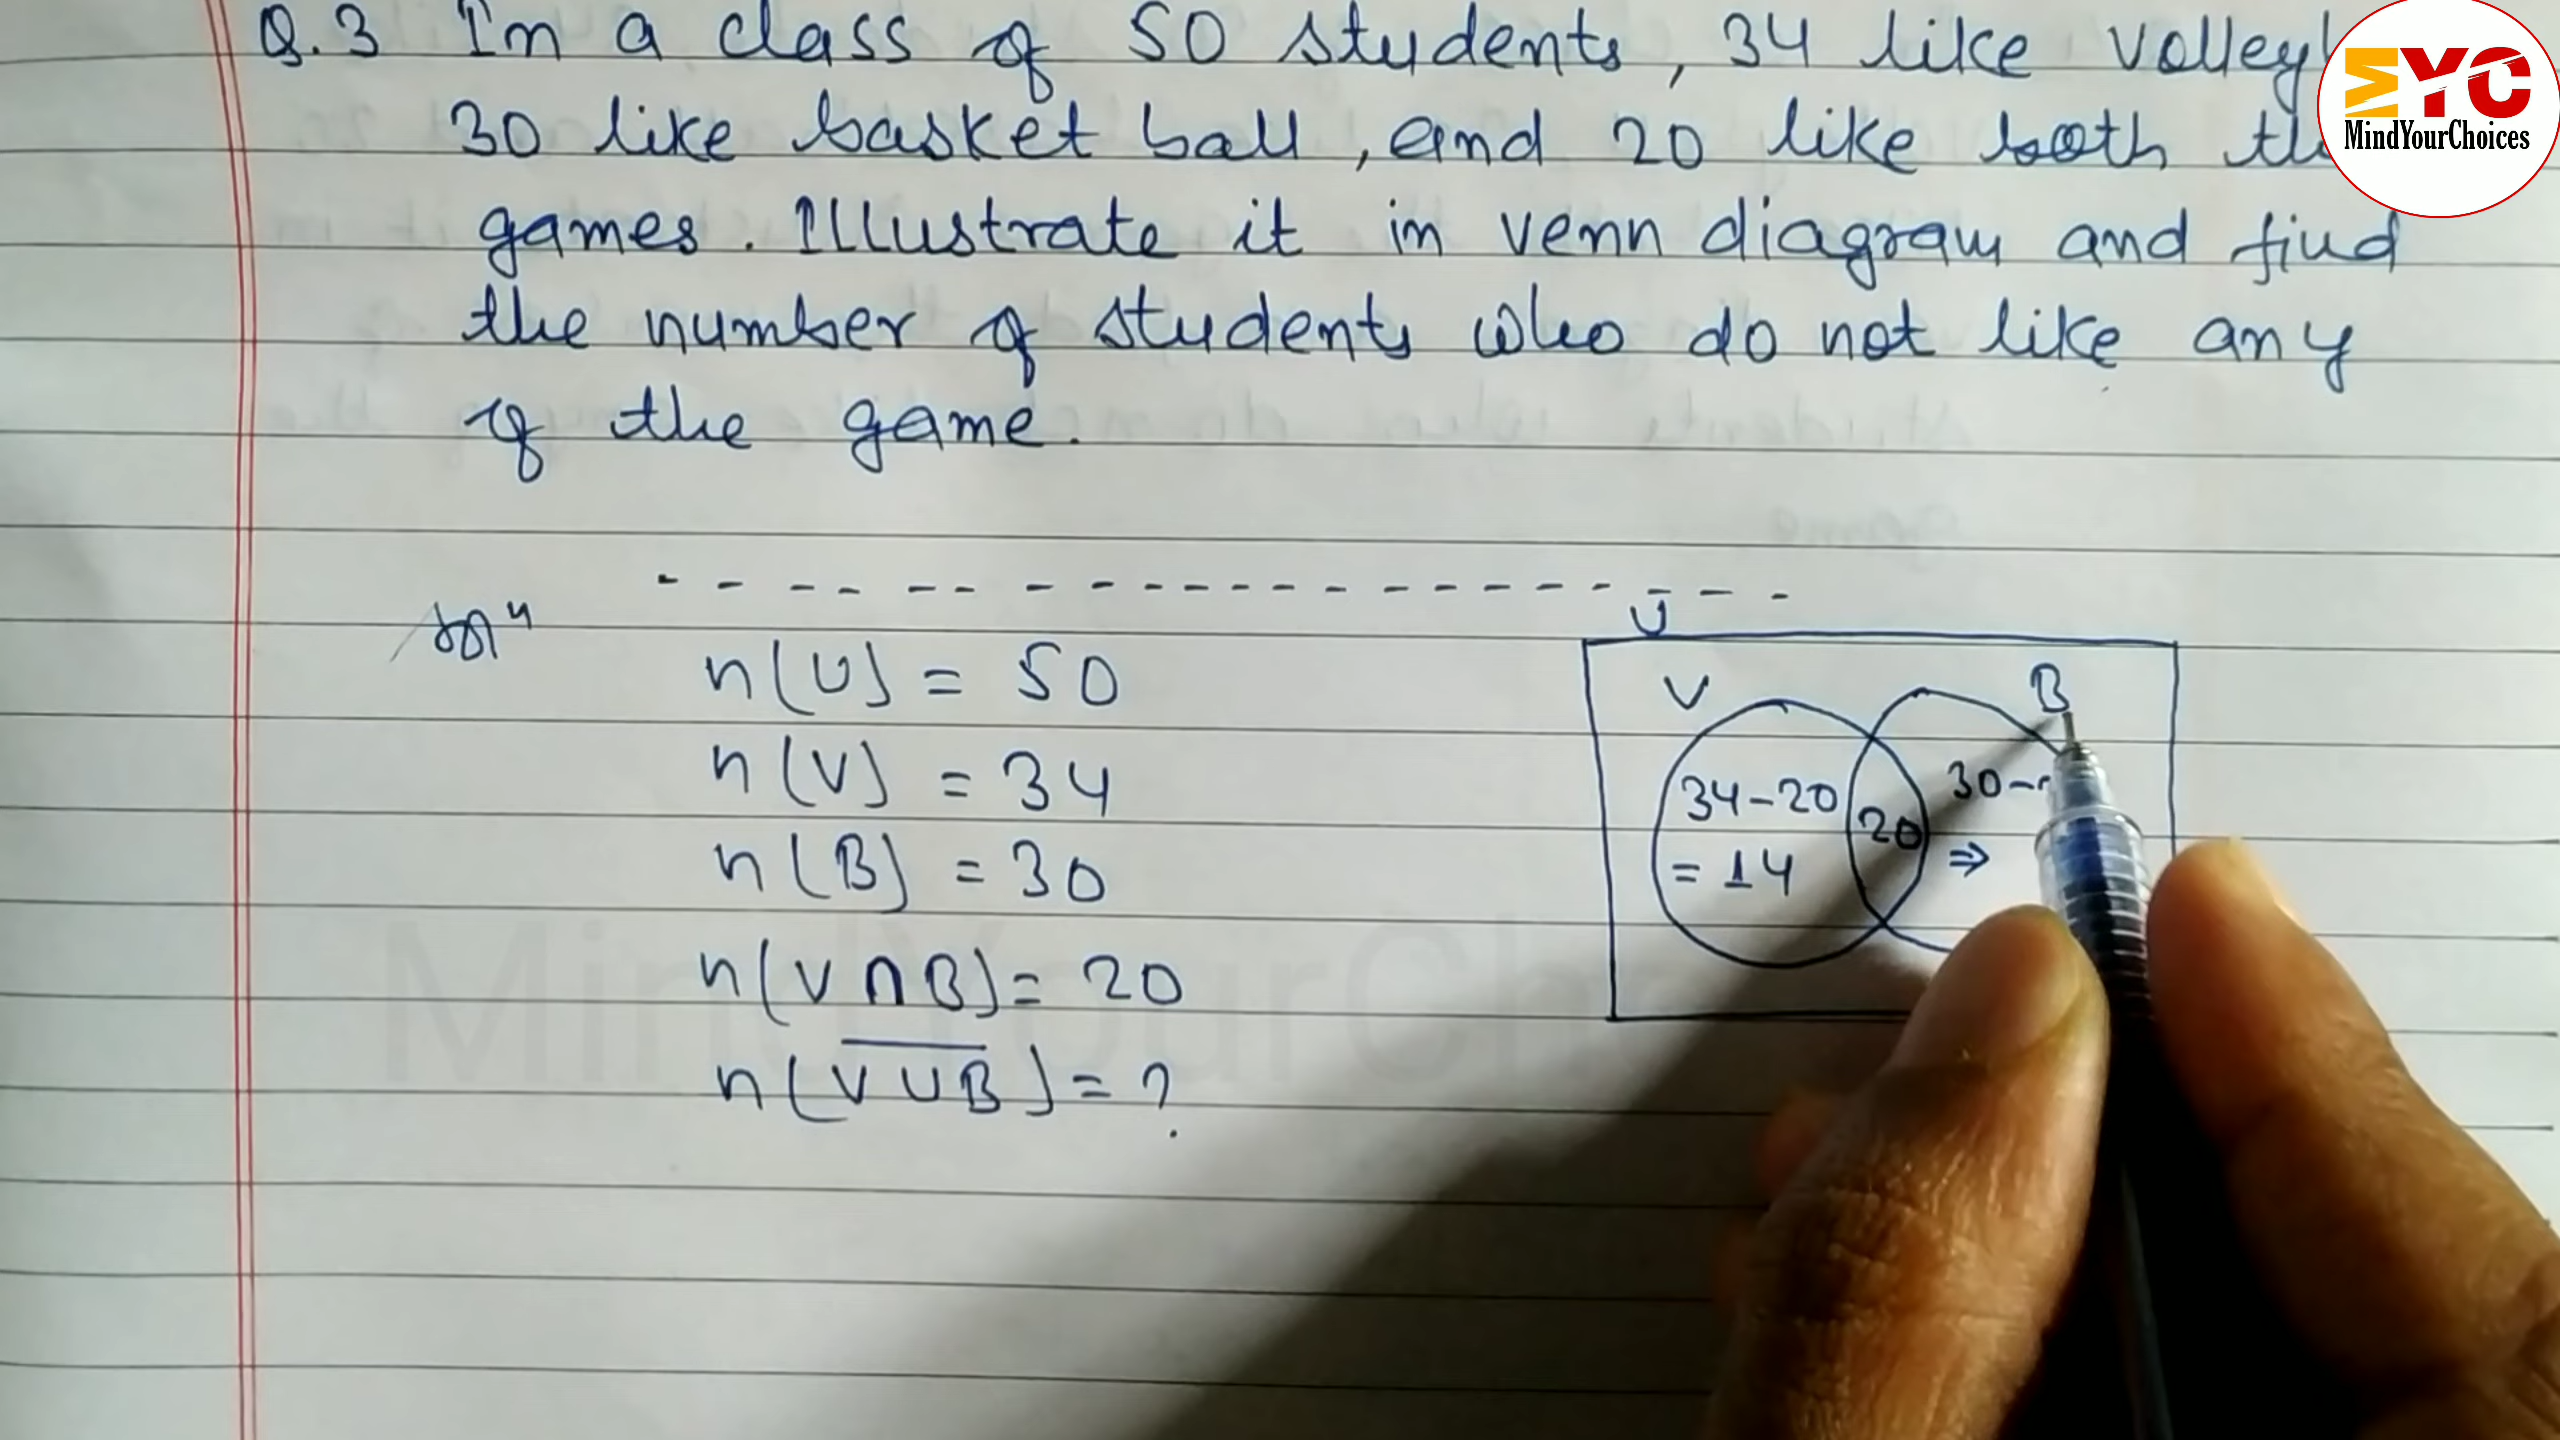 Q.3 In a class of 50 students, 34 like
30 like basket ball, and 20 like both
games. Illustrate it in venn diagram and find
the number of students who do not like any
of the game.
MYC
MindYourChoices
Solⁿ
n(U) = 50
n(V) = 34
n(B) = 30
n(V ∩ B) = 20
n(V̅ ̅U̅ ̅B̅) = ?
U
V B
34-20 20 30-
= 14 ⇒